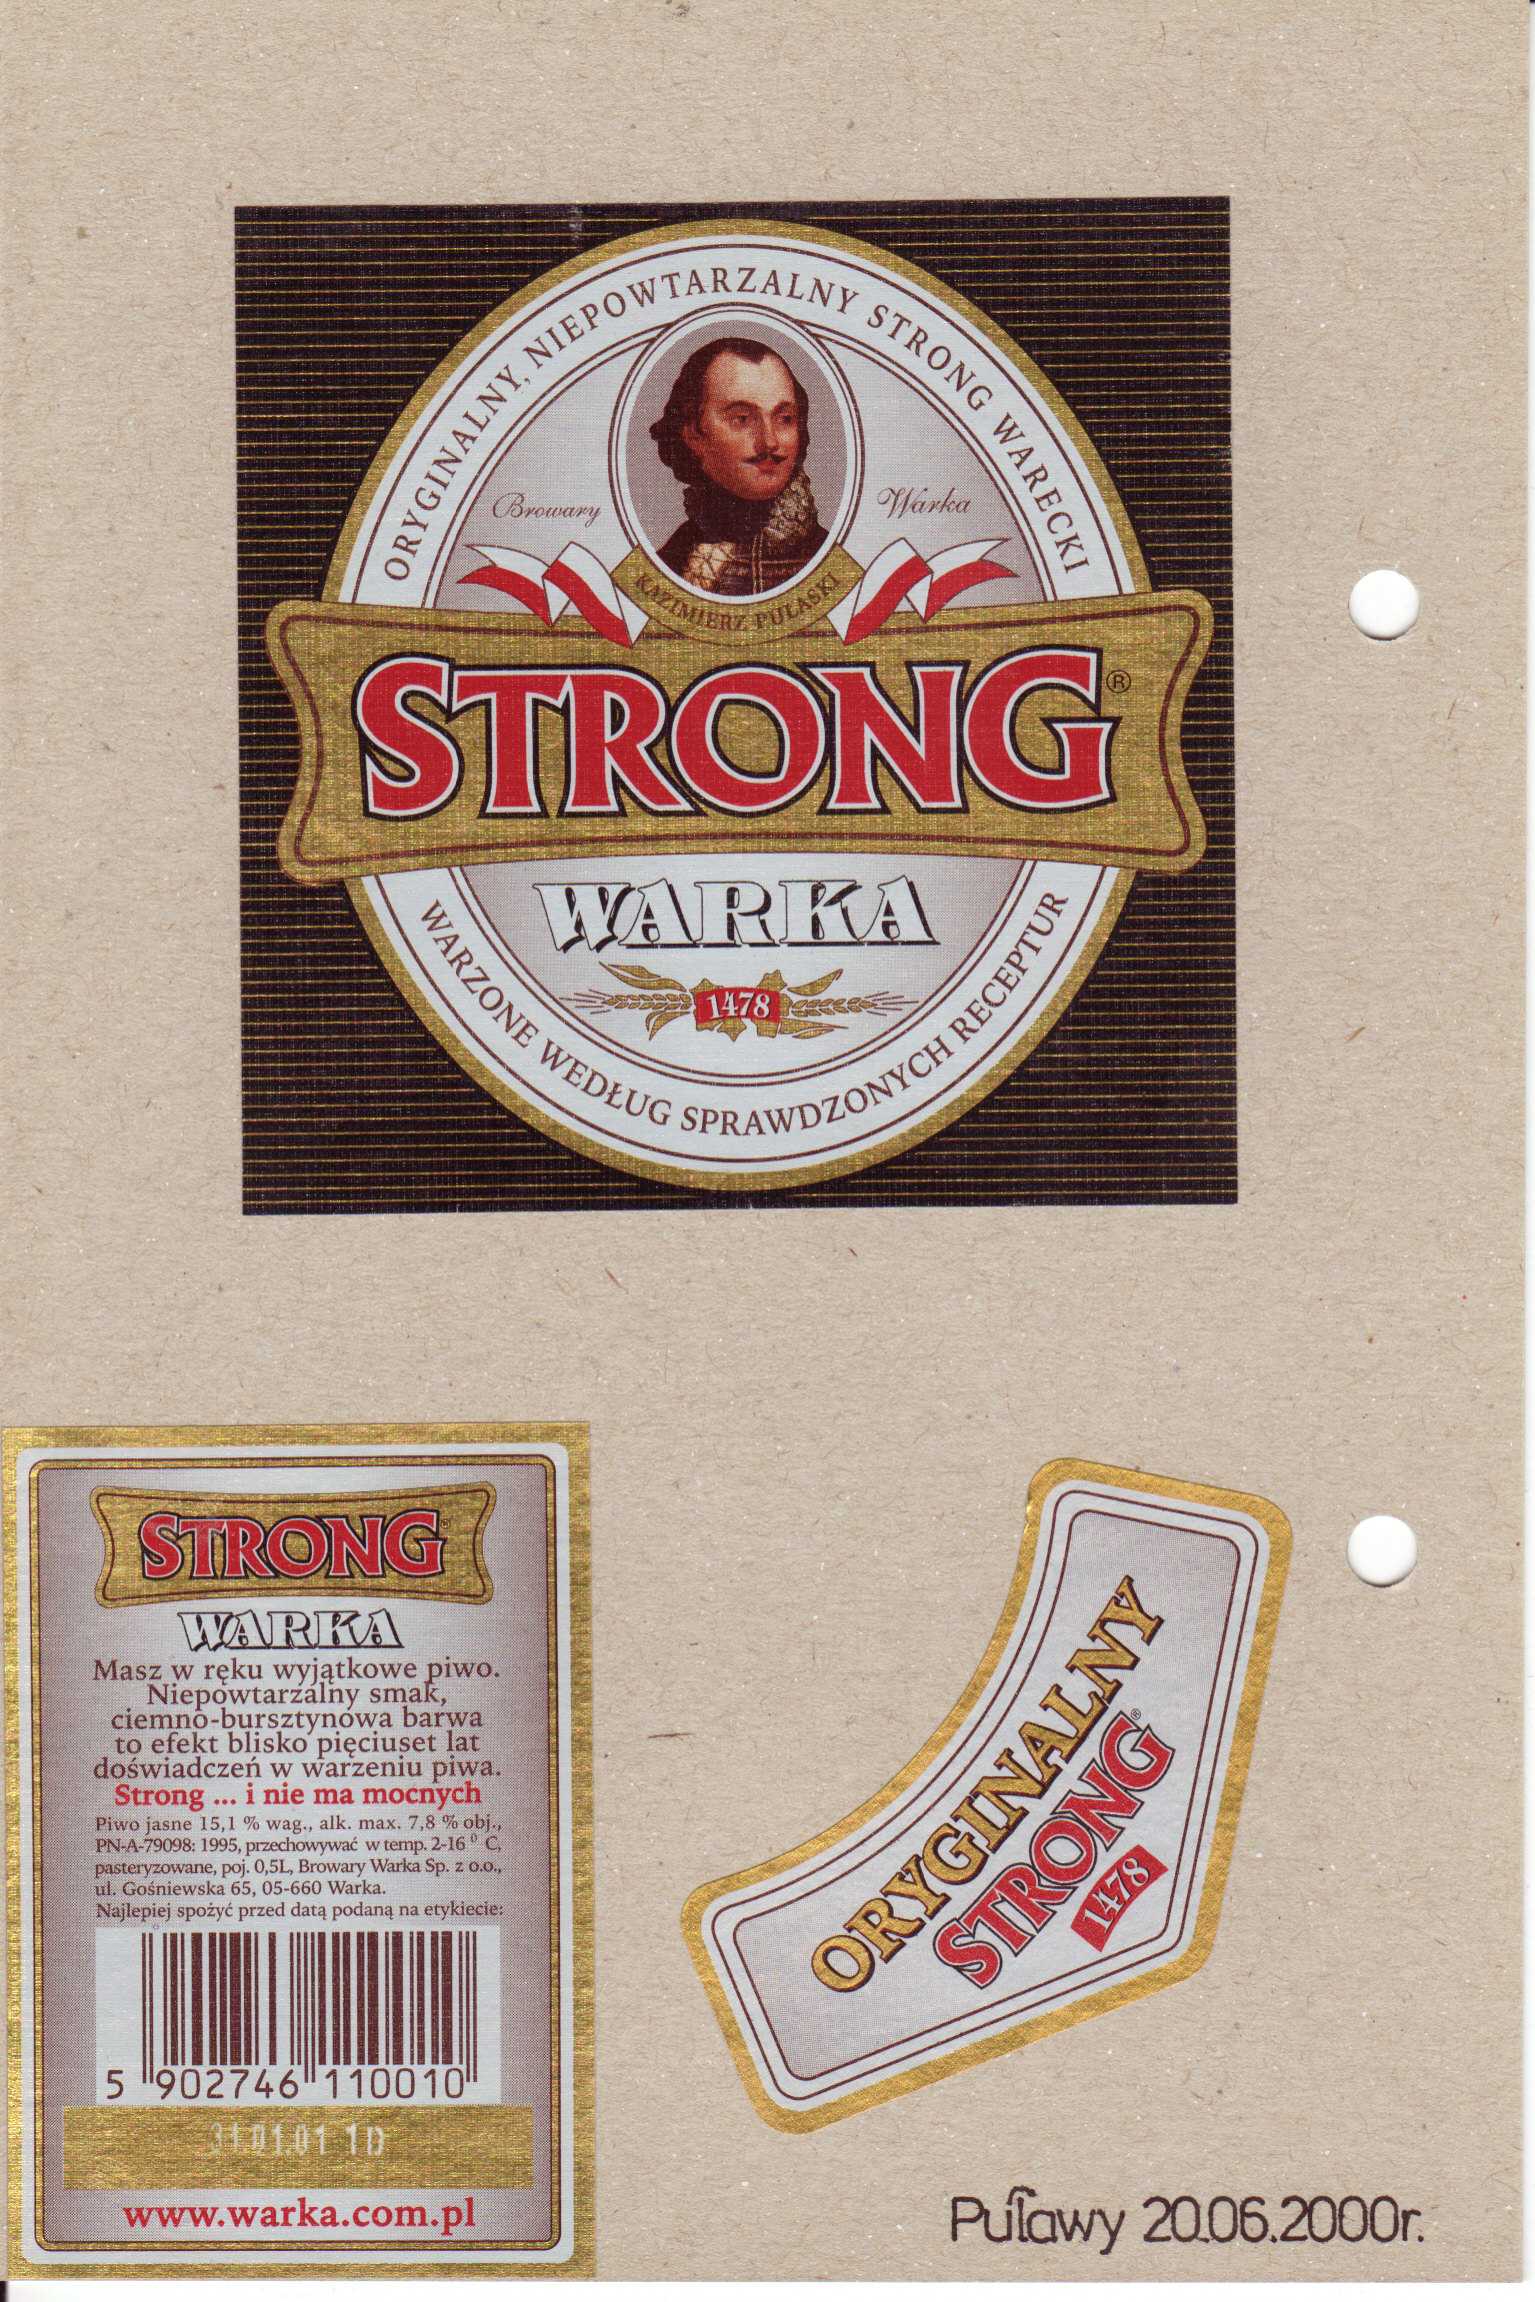 ORYGINALNY, NIEPOWTARZALNY STRONG WARECKI
Browary Warka
KAZIMIERZ PUŁASKI
STRONG®
WARKA
1478
WARZONE WEDŁUG SPRAWDZONYCH RECEPTUR
STRONG®
WARKA
Masz w ręku wyjątkowe piwo.
Niepowtarzalny smak,
ciemno-bursztynowa barwa
to efekt blisko pięciuset lat
doświadczeń w warzeniu piwa.
Strong ... i nie ma mocnych
Piwo jasne 15,1 % wag., alk. max. 7,8 % obj.,
PN-A-79098: 1995, przechowywać w temp. 2-16 ⁰ C,
pasteryzowane, poj. 0,5L, Browary Warka Sp. z o.o.,
ul. Gośniewska 65, 05-660 Warka.
Najlepiej spożyć przed datą podaną na etykiecie:
5 902746 110010
31.01.01 1D
www.warka.com.pl
ORYGINALNY
STRONG®
1478
Puławy 20.06.2000r.